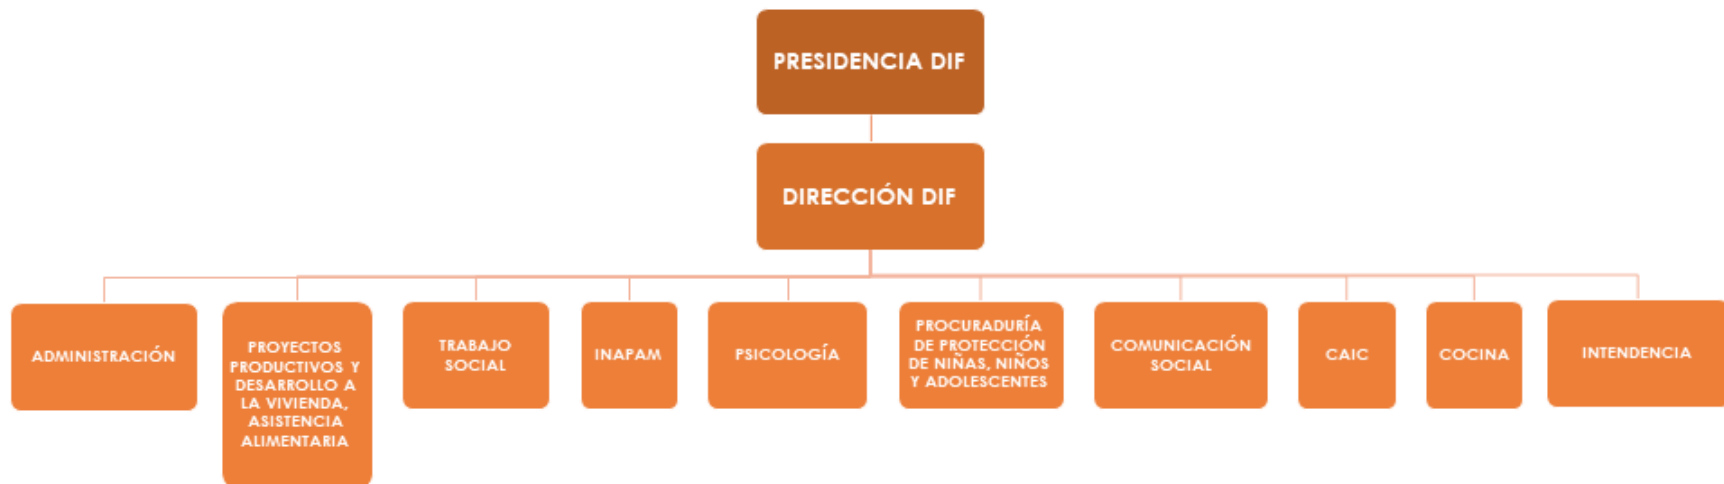 PRESIDENCIA DIF
DIRECCIÓN DIF
ADMINISTRACIÓN
PROYECTOS
PRODUCTIVOS Y
DESARROLLO A
LA VIVIENDA,
ASISTENCIA
ALIMENTARIA
TRABAJO
SOCIAL
INAPAM
PSICOLOGÍA
PROCURADURÍA
DE PROTECCIÓN
DE NIÑAS, NIÑOS
Y ADOLESCENTES
COMUNICACIÓN
SOCIAL
CAIC
COCINA
INTENDENCIA